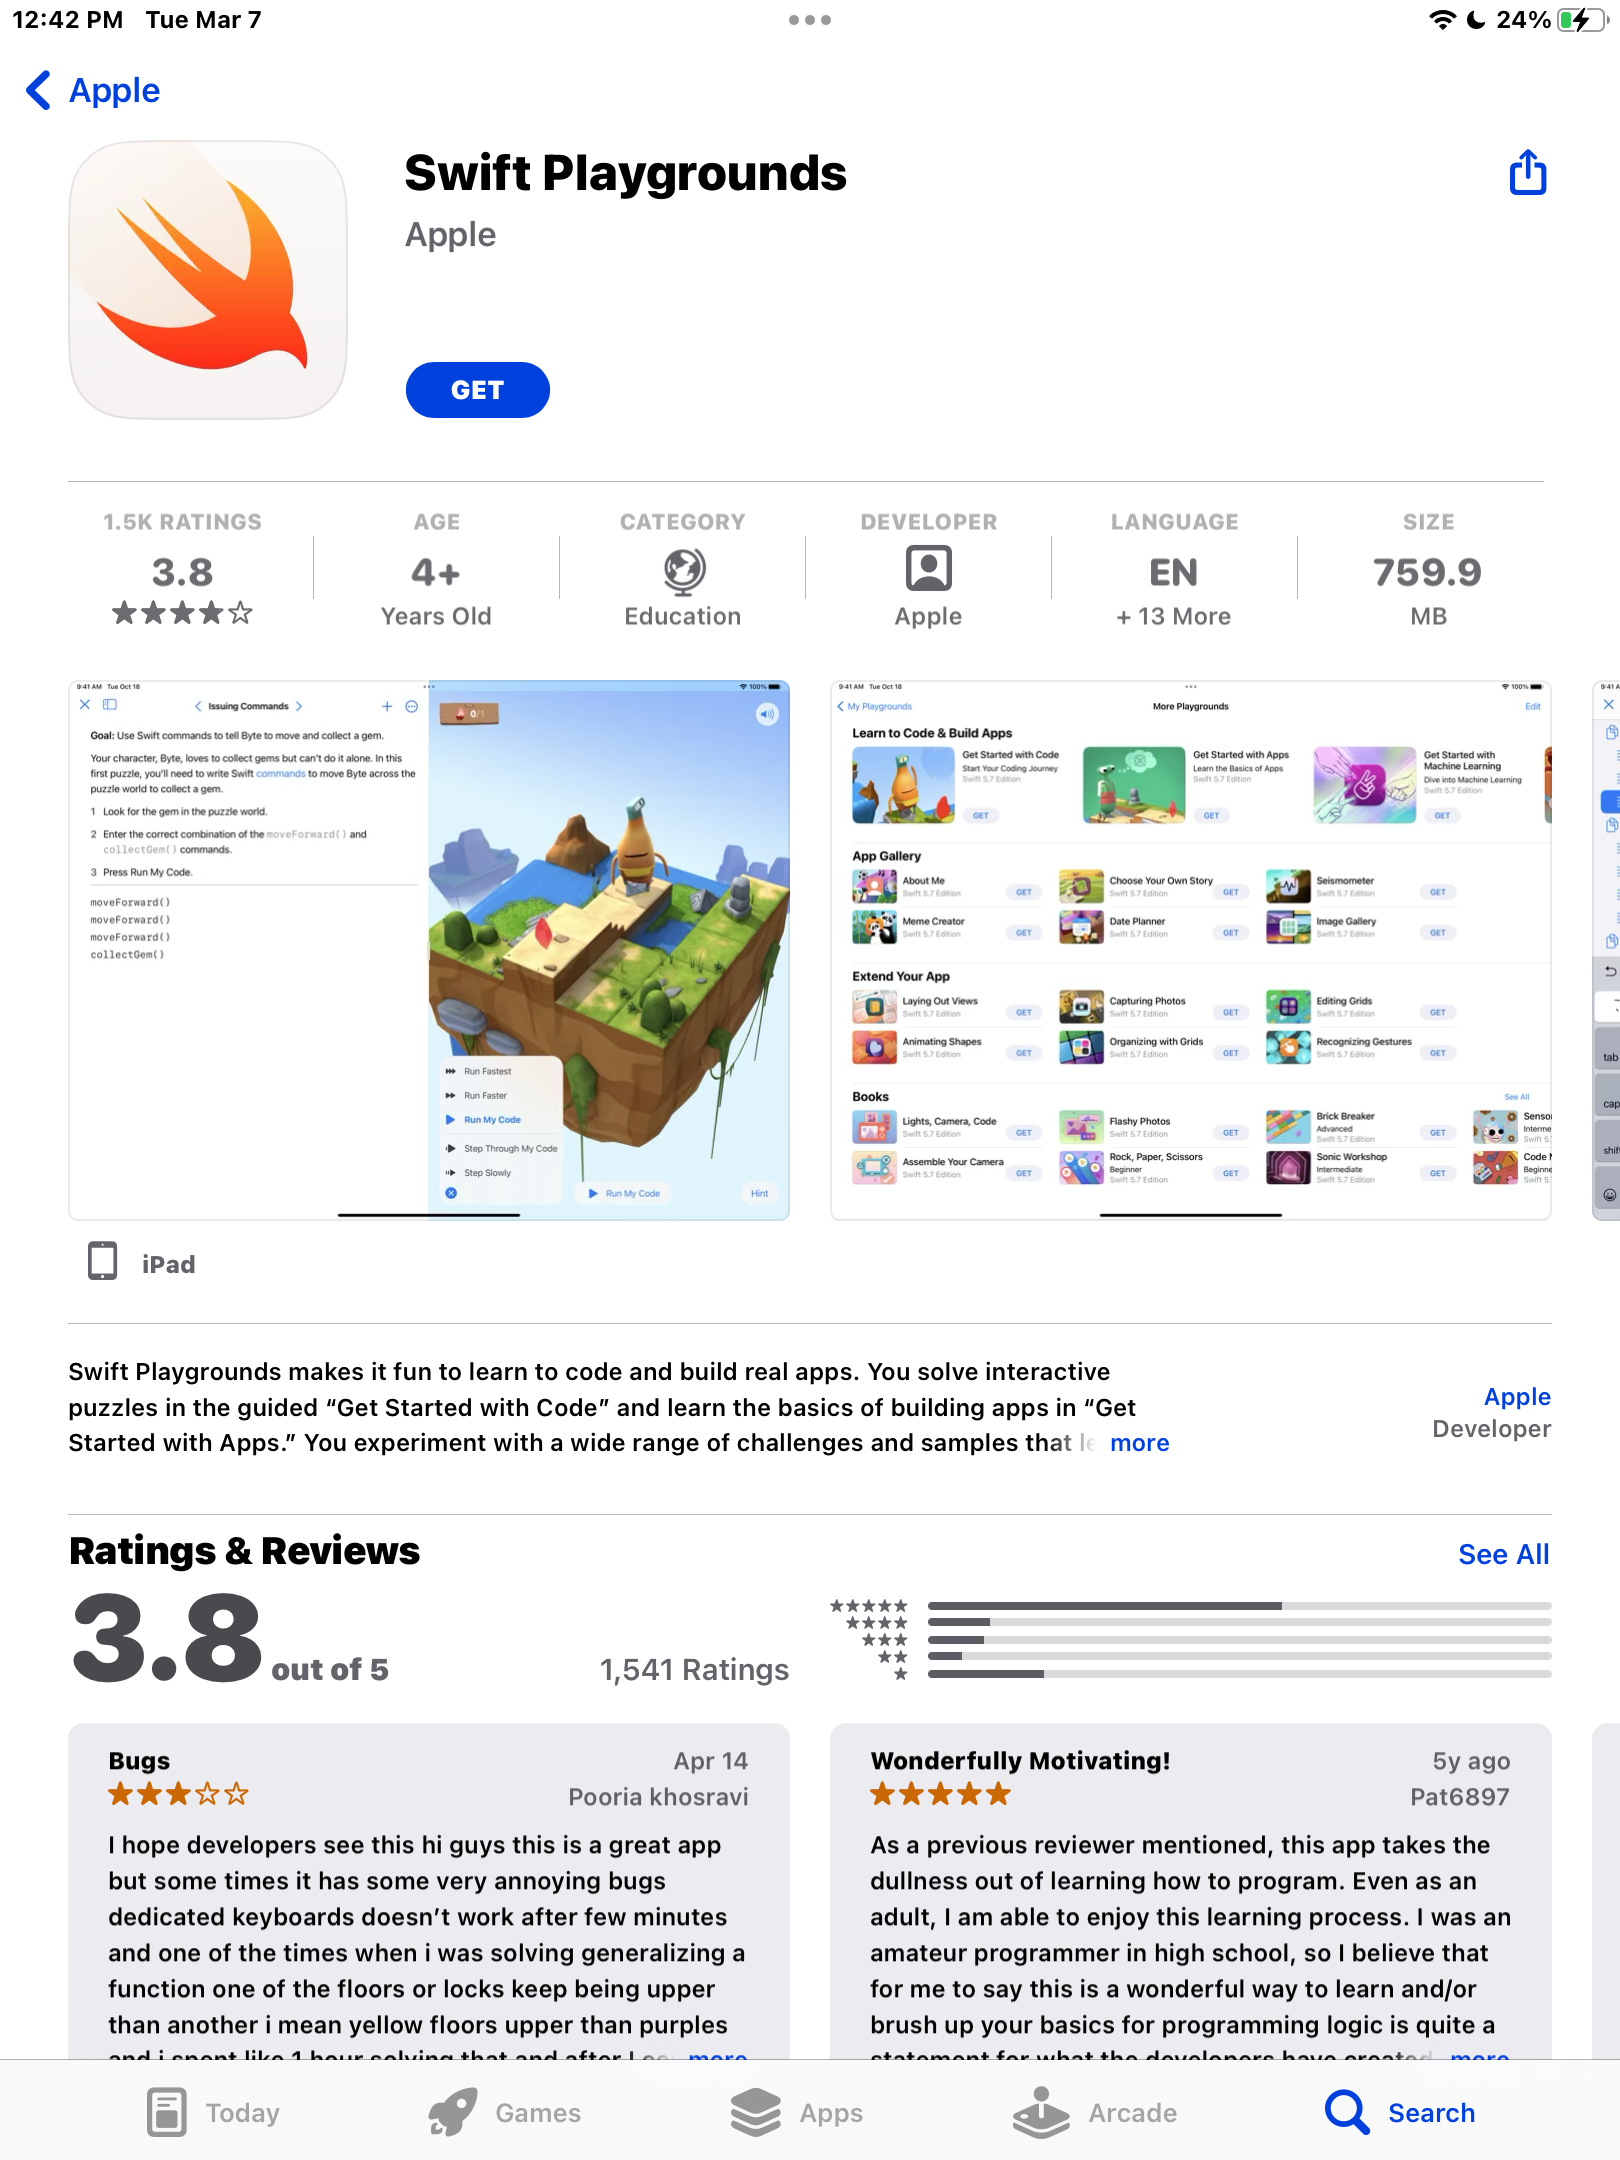 12:42 PM Tue Mar 7
24%
Apple
Swift Playgrounds
Apple
GET
1.5K RATINGS
3.8
AGE
4+
Years Old
CATEGORY
Education
DEVELOPER
Apple
LANGUAGE
EN
+ 13 More
SIZE
759.9
MB
9:41 AM Tue Oct 18
100%
Issuing Commands
0/1
Goal: Use Swift commands to tell Byte to move and collect a gem.
Your character, Byte, loves to collect gems but can't do it alone. In this
first puzzle, you'll need to write Swift commands to move Byte across the
puzzle world to collect a gem.
1 Look for the gem in the puzzle world.
2 Enter the correct combination of the moveForward() and
collectGem() commands.
3 Press Run My Code.
moveForward()
moveForward()
moveForward()
collectGem()
Run Fastest
Run Faster
Run My Code
Step Through My Code
Step Slowly
Run My Code
Hint
9:41 AM Tue Oct 18
100%
My Playgrounds
More Playgrounds
Edit
Learn to Code & Build Apps
Get Started with Code
Start Your Coding Journey
Swift 5.7 Edition
GET
Get Started with Apps
Learn the Basics of Apps
Swift 5.7 Edition
GET
Get Started with
Machine Learning
Dive into Machine Learning
Swift 5.7 Edition
GET
App Gallery
About Me
Swift 5.7 Edition
GET
Choose Your Own Story
Swift 5.7 Edition
GET
Seismometer
Swift 5.7 Edition
GET
Meme Creator
Swift 5.7 Edition
GET
Date Planner
Swift 5.7 Edition
GET
Image Gallery
Swift 5.7 Edition
GET
Extend Your App
Laying Out Views
Swift 5.7 Edition
GET
Capturing Photos
Swift 5.7 Edition
GET
Editing Grids
Swift 5.7 Edition
GET
Animating Shapes
Swift 5.7 Edition
GET
Organizing with Grids
Swift 5.7 Edition
GET
Recognizing Gestures
Swift 5.7 Edition
GET
Books
See All
Lights, Camera, Code
Swift 5.7 Edition
GET
Flashy Photos
Swift 5.7 Edition
GET
Brick Breaker
Advanced
Swift 5.7 Edition
GET
Senso
Interme
Swift 5.
Assemble Your Camera
Swift 5.7 Edition
GET
Rock, Paper, Scissors
Beginner
Swift 5.7 Edition
GET
Sonic Workshop
Intermediate
Swift 5.7 Edition
GET
Code
Beginne
Swift 5.
9:41 A
tab
cap
shif
iPad
Swift Playgrounds makes it fun to learn to code and build real apps. You solve interactive
puzzles in the guided “Get Started with Code” and learn the basics of building apps in “Get
Started with Apps.” You experiment with a wide range of challenges and samples that le more
Apple
Developer
Ratings & Reviews
See All
3.8 out of 5
1,541 Ratings
Bugs
Apr 14
Pooria khosravi
I hope developers see this hi guys this is a great app
but some times it has some very annoying bugs
dedicated keyboards doesn’t work after few minutes
and one of the times when i was solving generalizing a
function one of the floors or locks keep being upper
than another i mean yellow floors upper than purples
and i spent like 1 hour solving that and after I more
Wonderfully Motivating!
5y ago
Pat6897
As a previous reviewer mentioned, this app takes the
dullness out of learning how to program. Even as an
adult, I am able to enjoy this learning process. I was an
amateur programmer in high school, so I believe that
for me to say this is a wonderful way to learn and/or
brush up your basics for programming logic is quite a
statement for what the developers have created. more
Today
Games
Apps
Arcade
Search